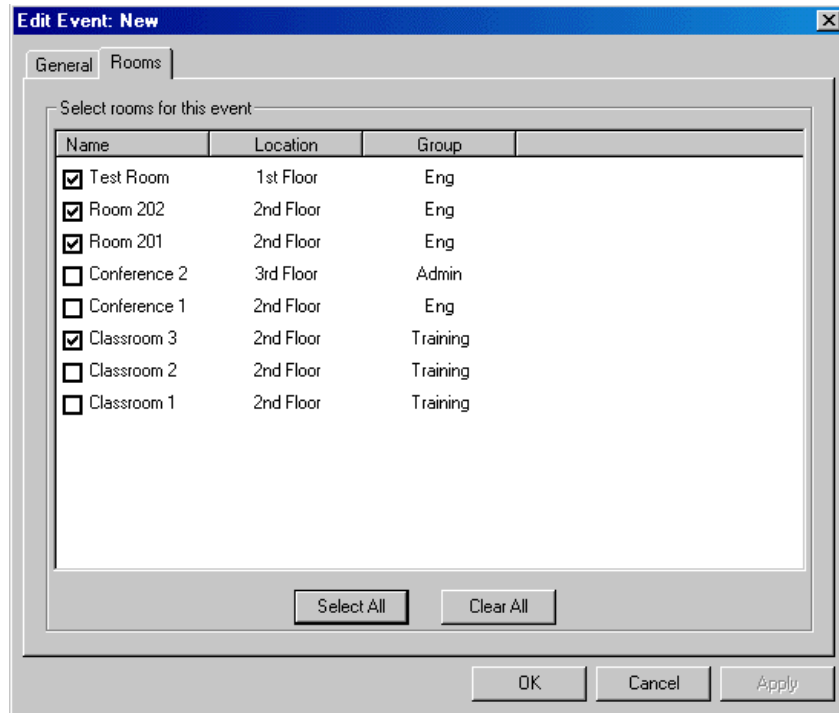 Edit Event: New
General Rooms
Select rooms for this event
Name Location Group
Test Room 1st Floor Eng
Room 202 2nd Floor Eng
Room 201 2nd Floor Eng
Conference 2 3rd Floor Admin
Conference 1 2nd Floor Eng
Classroom 3 2nd Floor Training
Classroom 2 2nd Floor Training
Classroom 1 2nd Floor Training
Select All Clear All
OK Cancel Apply